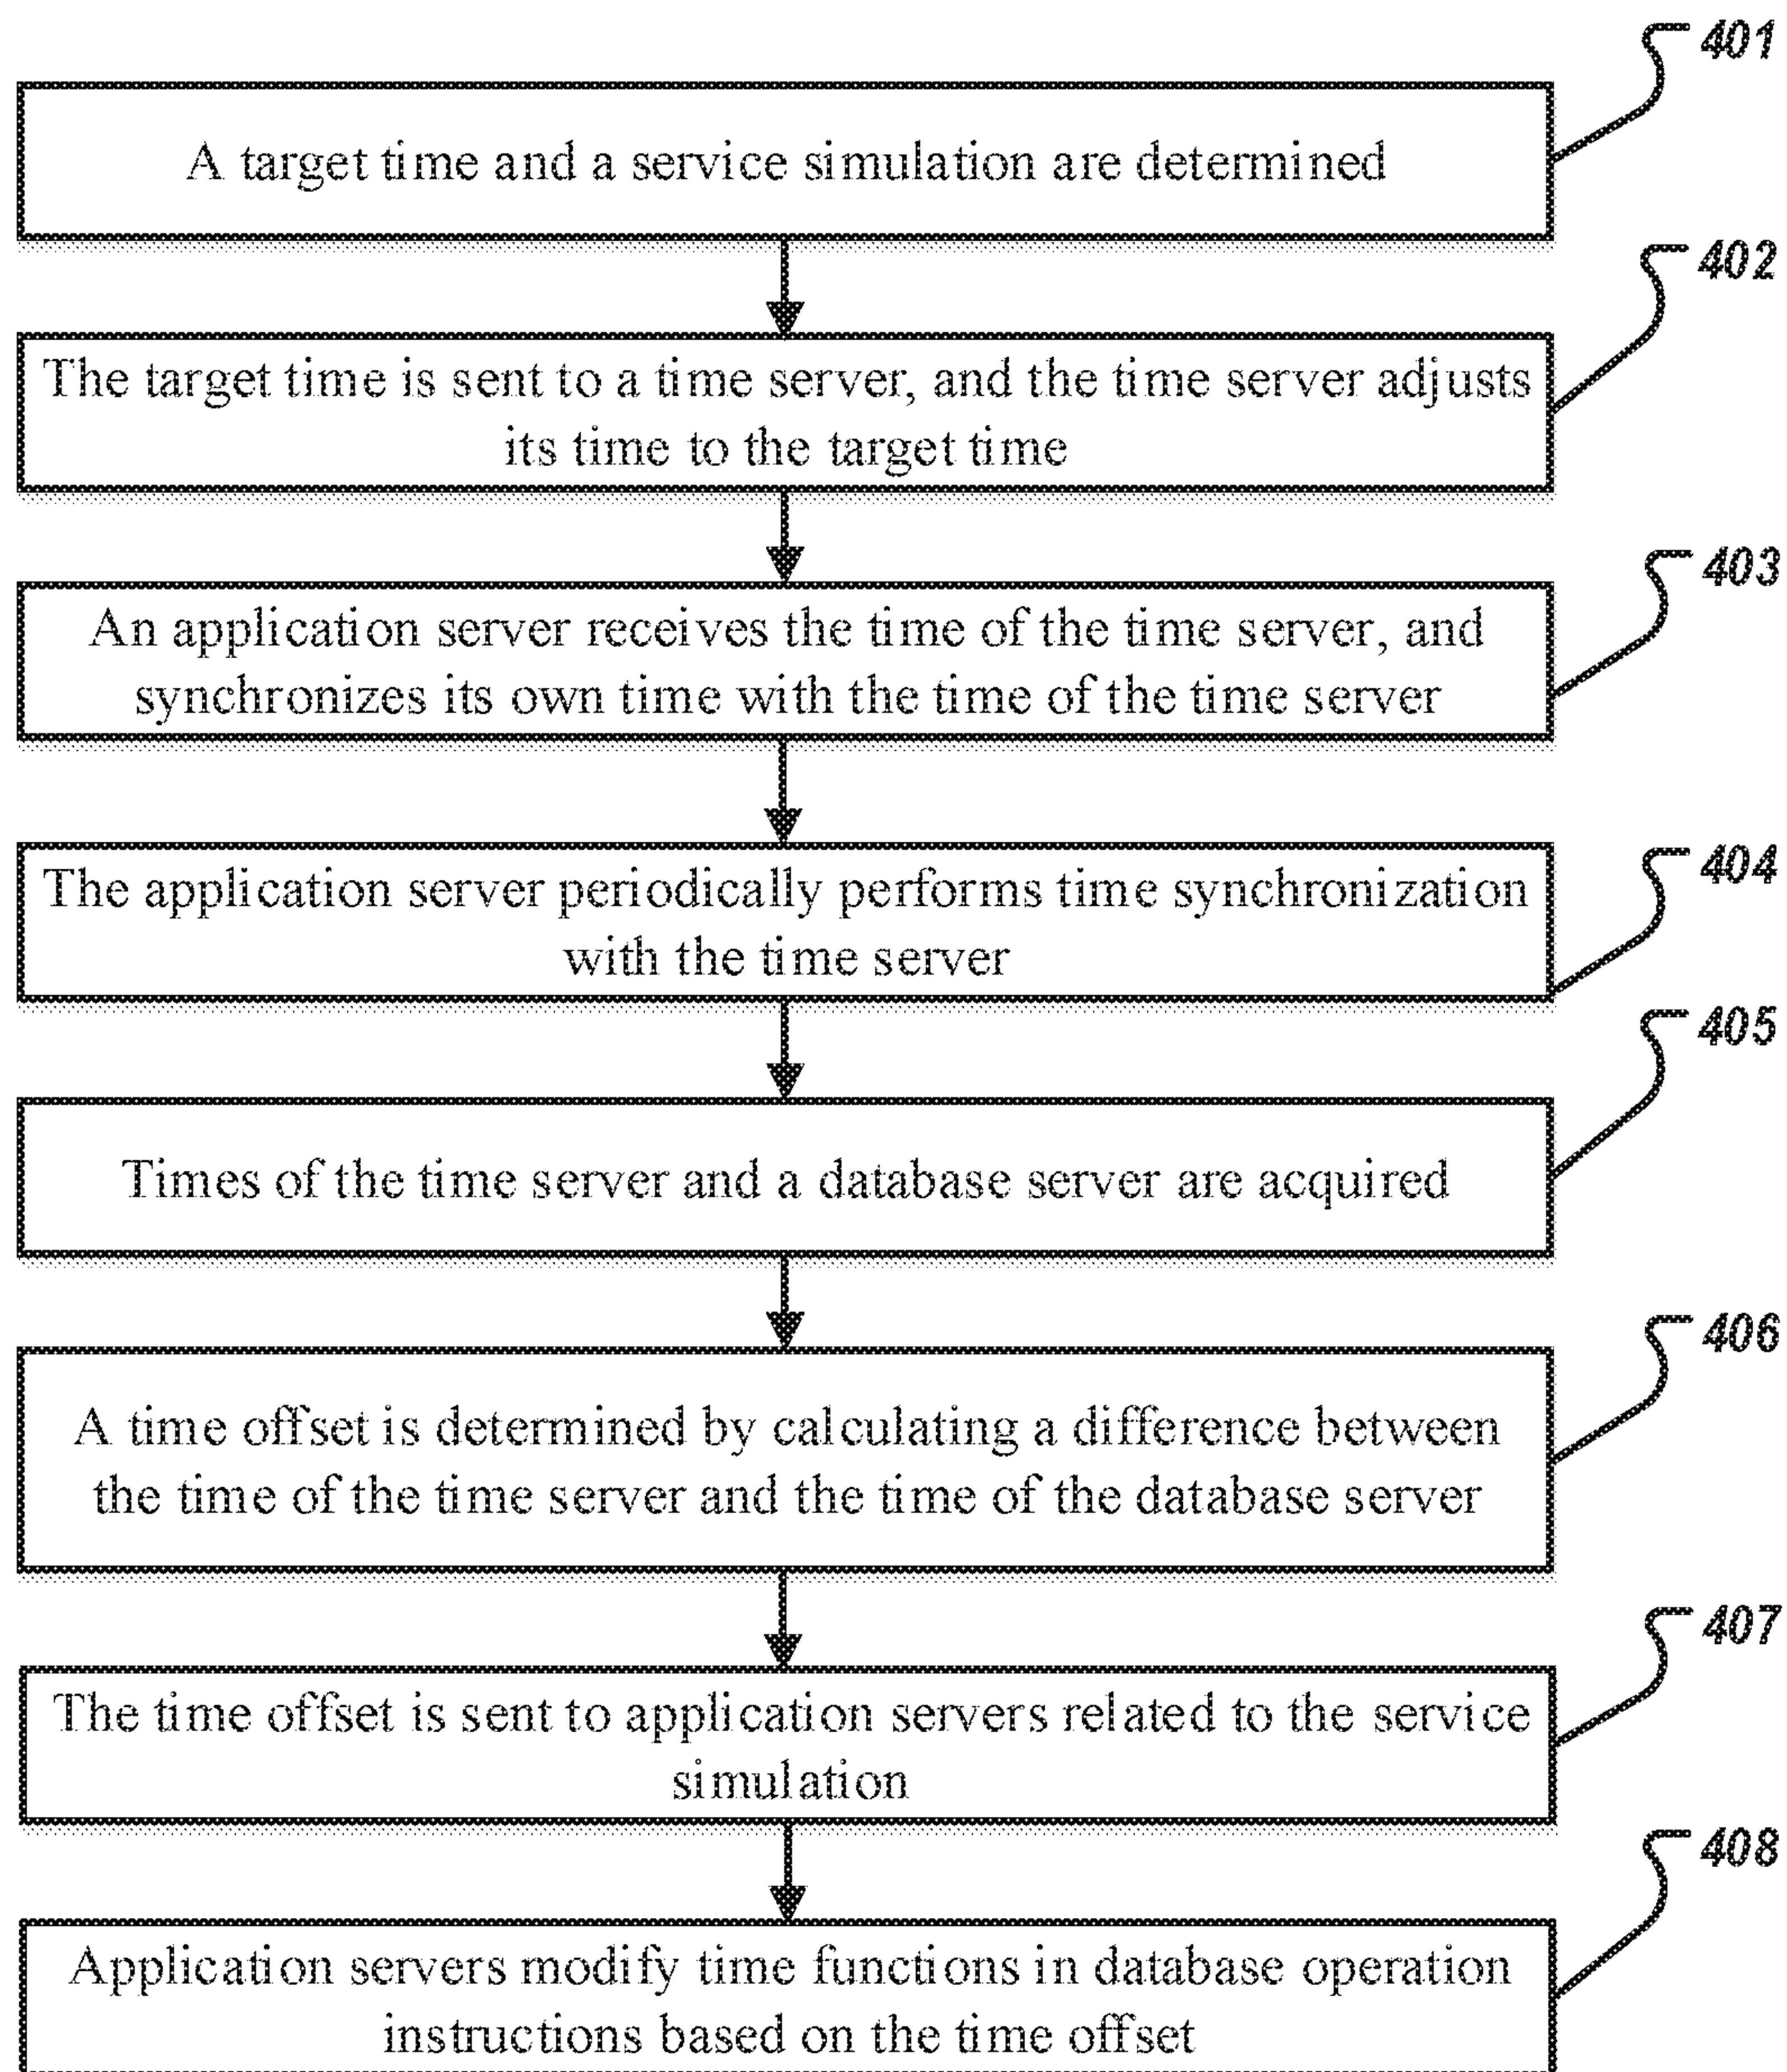 401
A target time and a service simulation are determined
402
The target time is sent to a time server, and the time server adjusts
its time to the target time
403
An application server receives the time of the time server, and
synchronizes its own time with the time of the time server
404
The application server periodically performs time synchronization
with the time server
405
Times of the time server and a database server are acquired
406
A time offset is determined by calculating a difference between
the time of the time server and the time of the database server
407
The time offset is sent to application servers related to the service
simulation
408
Application servers modify time functions in database operation
instructions based on the time offset